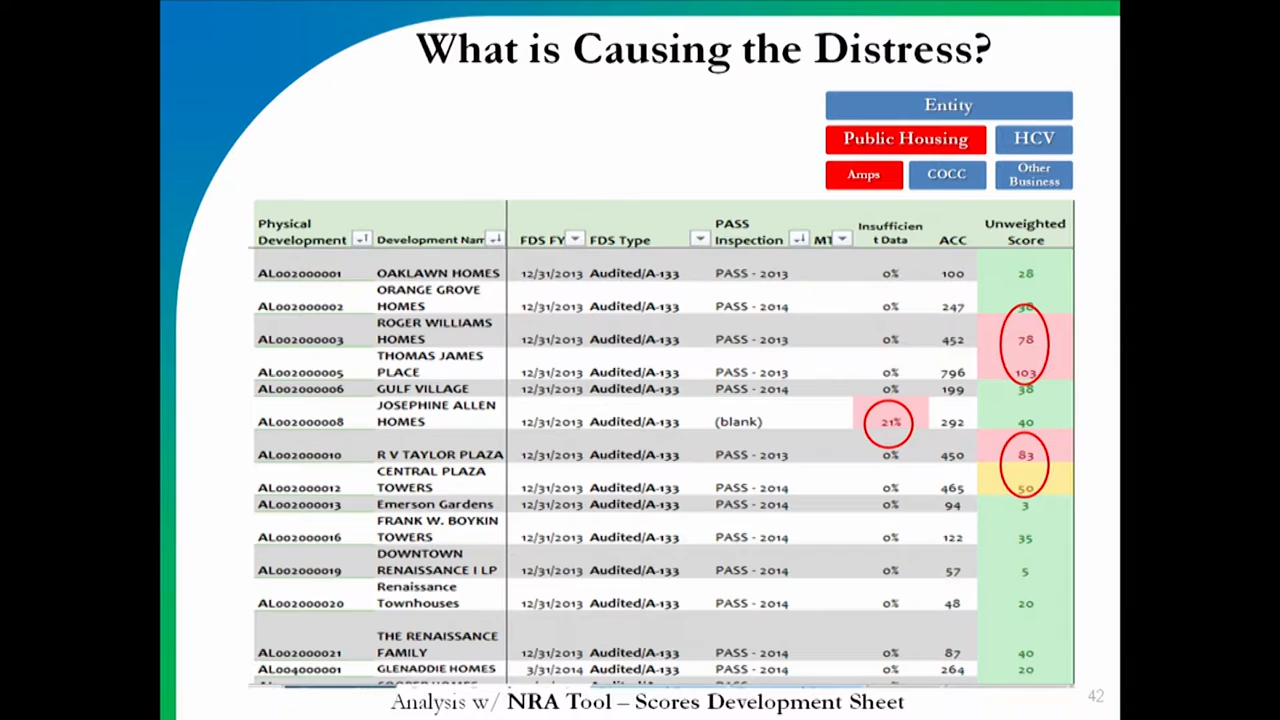 What is Causing the Distress?
Entity
Public Housing HCV
Amps COCC Other Business
Physical Development Development Nam FDS FY FDS Type PASS Inspection MT Insufficien t Data ACC Unweighted Score
AL002000001 OAKLAWN HOMES 12/31/2013 Audited/A-133 PASS - 2013 0% 100 28
AL002000002 ORANGE GROVE HOMES 12/31/2013 Audited/A-133 PASS - 2014 0% 247
AL002000003 ROGER WILLIAMS HOMES 12/31/2013 Audited/A-133 PASS - 2013 0% 452 78
AL002000005 THOMAS JAMES PLACE 12/31/2013 Audited/A-133 PASS - 2013 0% 796 103
AL002000006 GULF VILLAGE 12/31/2013 Audited/A-133 PASS - 2014 0% 199 38
AL002000008 JOSEPHINE ALLEN HOMES 12/31/2013 Audited/A-133 (blank) 21% 292 40
AL002000010 R V TAYLOR PLAZA 12/31/2013 Audited/A-133 PASS - 2013 0% 450 83
AL002000012 CENTRAL PLAZA TOWERS 12/31/2013 Audited/A-133 PASS - 2014 0% 465 50
AL002000013 Emerson Gardens 12/31/2013 Audited/A-133 PASS - 2014 0% 94 3
AL002000016 FRANK W. BOYKIN TOWERS 12/31/2013 Audited/A-133 PASS - 2014 0% 122 35
AL002000019 DOWNTOWN RENAISSANCE I LP 12/31/2013 Audited/A-133 PASS - 2014 0% 57 5
AL002000020 Renaissance Townhouses 12/31/2013 Audited/A-133 PASS - 2014 0% 48 20
AL002000021 THE RENAISSANCE FAMILY 12/31/2013 Audited/A-133 PASS - 2014 0% 87 40
AL004000001 GLENADDIE HOMES 3/31/2014 Audited/A-133 PASS - 2014 0% 264 20
Analysis w/ NRA Tool – Scores Development Sheet
42